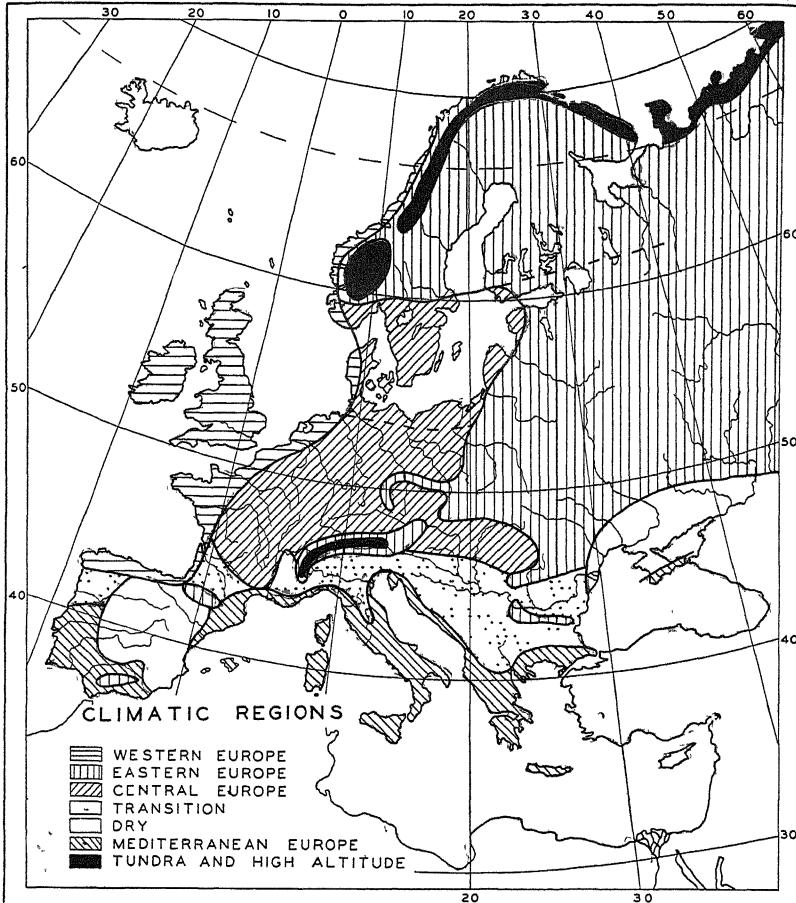 30 20 10 0 10 20 30 40 50 60
60
60
50
50
40
40
CLIMATIC REGIONS
WESTERN EUROPE
EASTERN EUROPE
CENTRAL EUROPE
TRANSITION
DRY
MEDITERRANEAN EUROPE
TUNDRA AND HIGH ALTITUDE
30
20 30